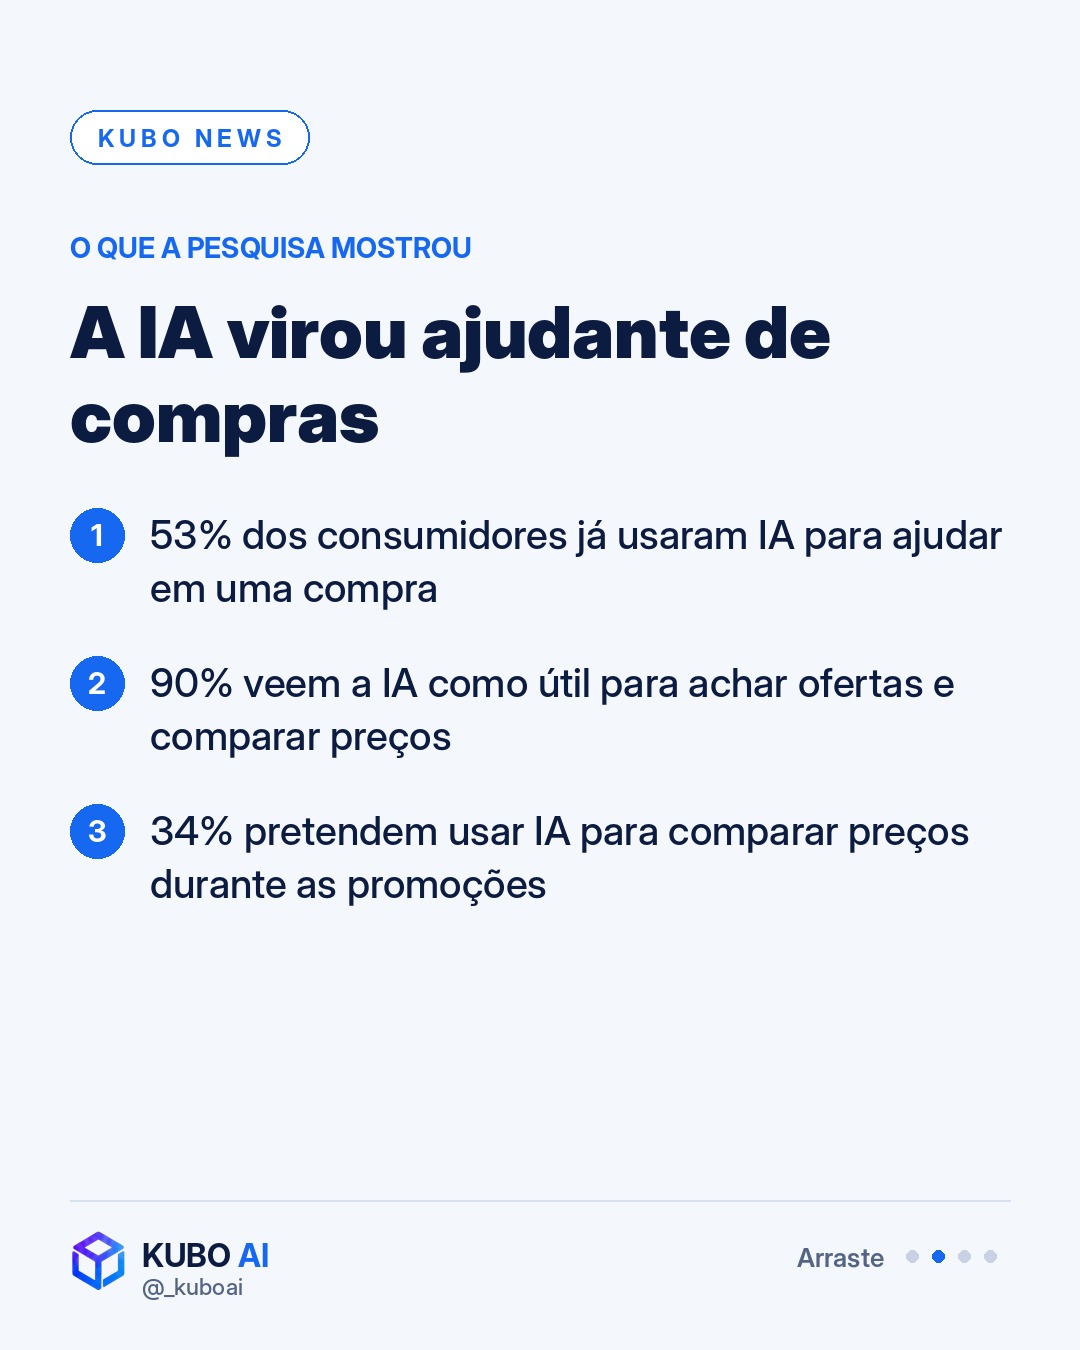 KUBO NEWS
O QUE A PESQUISA MOSTROU
A IA virou ajudante de
compras
1 53% dos consumidores já usaram IA para ajudar
em uma compra
2 90% veem a IA como útil para achar ofertas e
comparar preços
3 34% pretendem usar IA para comparar preços
durante as promoções
KUBO AI
@_kuboai
Arraste